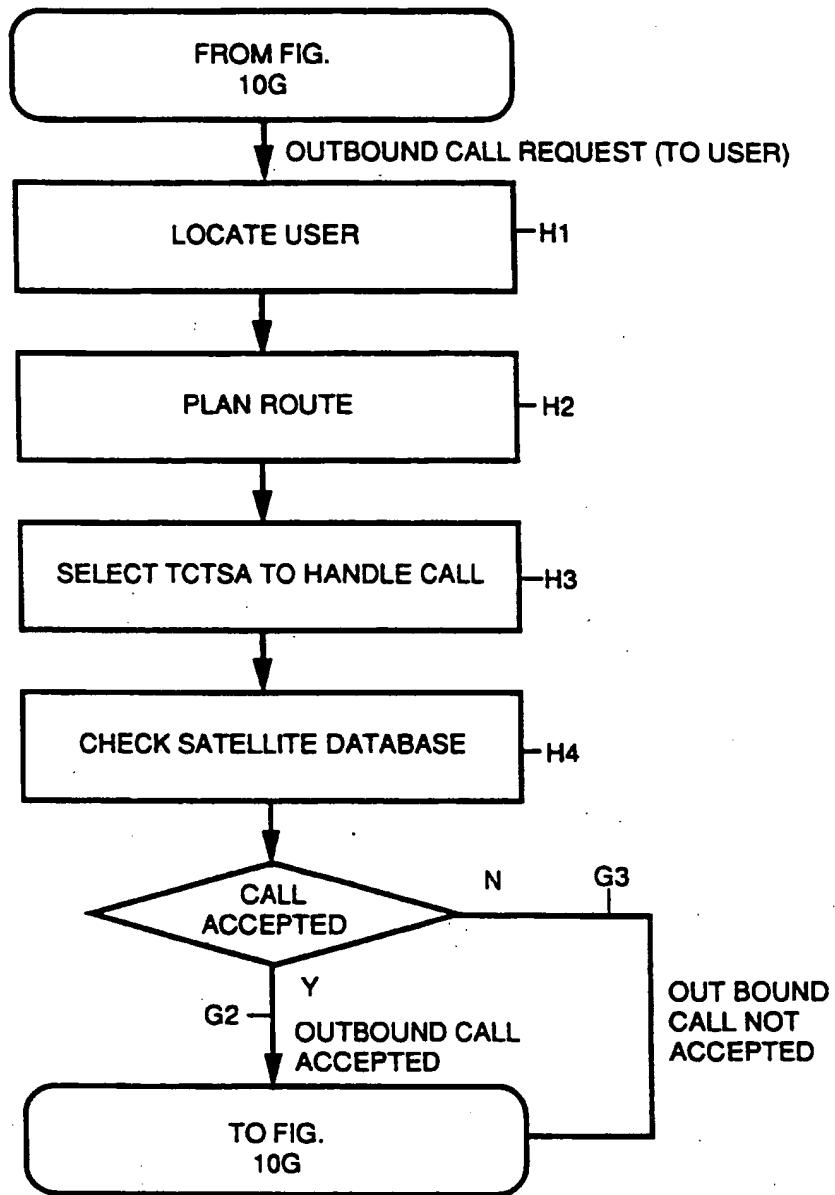 FROM FIG.
10G
OUTBOUND CALL REQUEST (TO USER)
LOCATE USER
H1
PLAN ROUTE
H2
SELECT TCTSA TO HANDLE CALL
H3
CHECK SATELLITE DATABASE
H4
CALL
ACCEPTED
N
G3
Y
G2
OUTBOUND CALL
ACCEPTED
OUT BOUND
CALL NOT
ACCEPTED
TO FIG.
10G